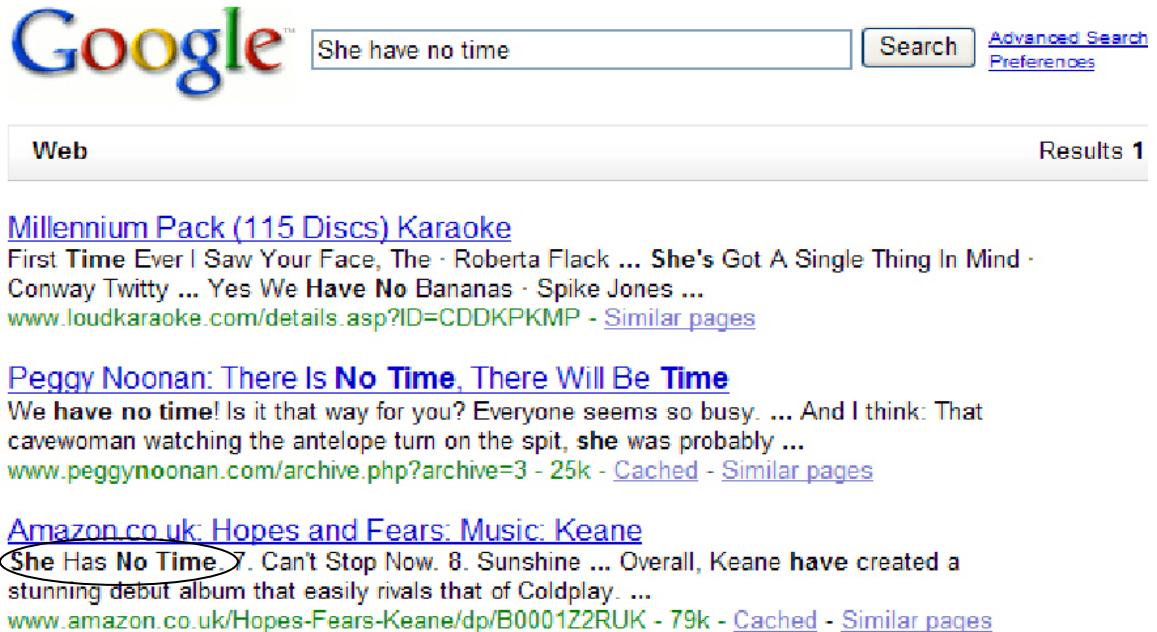 Google™ She have no time Search Advanced Search
Preferences
Web Results 1
Millennium Pack (115 Discs) Karaoke
First Time Ever I Saw Your Face, The · Roberta Flack ... She's Got A Single Thing In Mind ·
Conway Twitty ... Yes We Have No Bananas · Spike Jones ...
www.loudkaraoke.com/details.asp?ID=CDDKPKMP - Similar pages
Peggy Noonan: There Is No Time, There Will Be Time
We have no time! Is it that way for you? Everyone seems so busy. ... And I think: That
cavewoman watching the antelope turn on the spit, she was probably ...
www.peggynoonan.com/archive.php?archive=3 - 25k - Cached - Similar pages
Amazon.co.uk: Hopes and Fears: Music: Keane
She Has No Time. 7. Can't Stop Now. 8. Sunshine ... Overall, Keane have created a
stunning debut album that easily rivals that of Coldplay. ...
www.amazon.co.uk/Hopes-Fears-Keane/dp/B0001Z2RUK - 79k - Cached - Similar pages